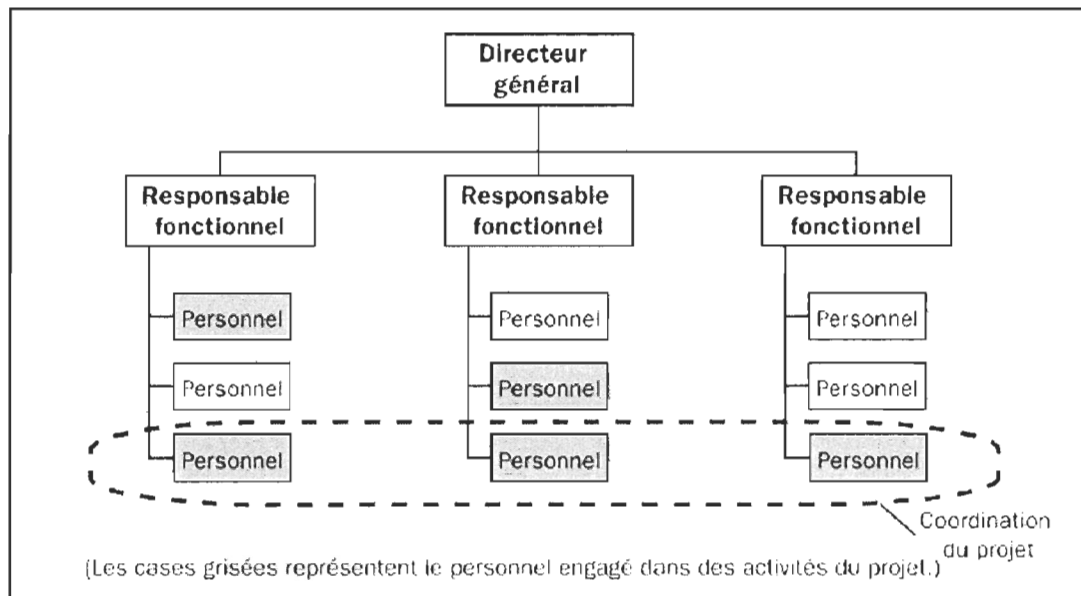 Directeur
général
Responsable
fonctionnel
Responsable
fonctionnel
Responsable
fonctionnel
Personnel
Personnel
Personnel
Personnel
Personnel
Personnel
Personnel
Personnel
Personnel
Coordination
du projet
(Les cases grisées représentent le personnel engagé dans des activités du projet.)